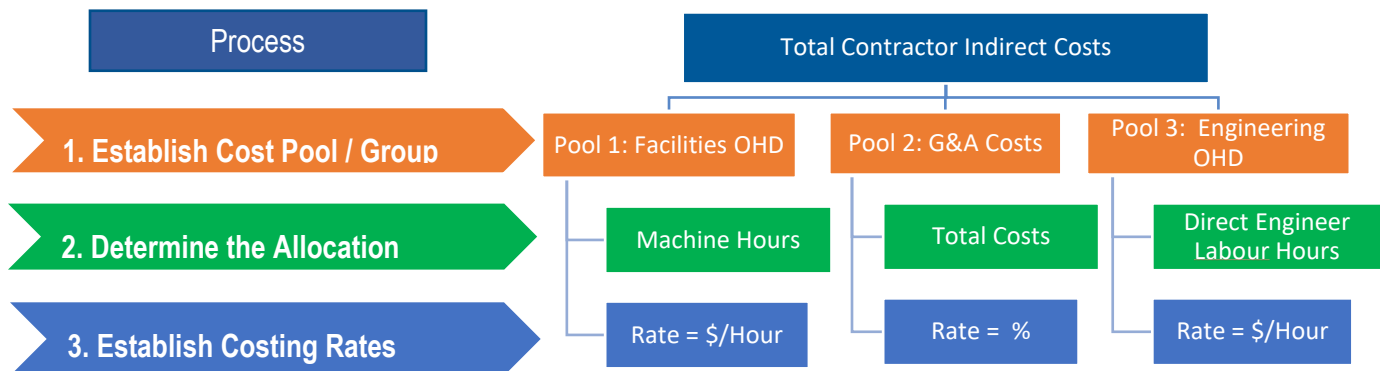 Process
Total Contractor Indirect Costs
1. Establish Cost Pool / Group
Pool 1: Facilities OHD
Pool 2: G&A Costs
Pool 3:  Engineering
OHD
2. Determine the Allocation
Machine Hours
Total Costs
Direct Engineer
Labour Hours
3. Establish Costing Rates
Rate = $/Hour
Rate =  %
Rate = $/Hour